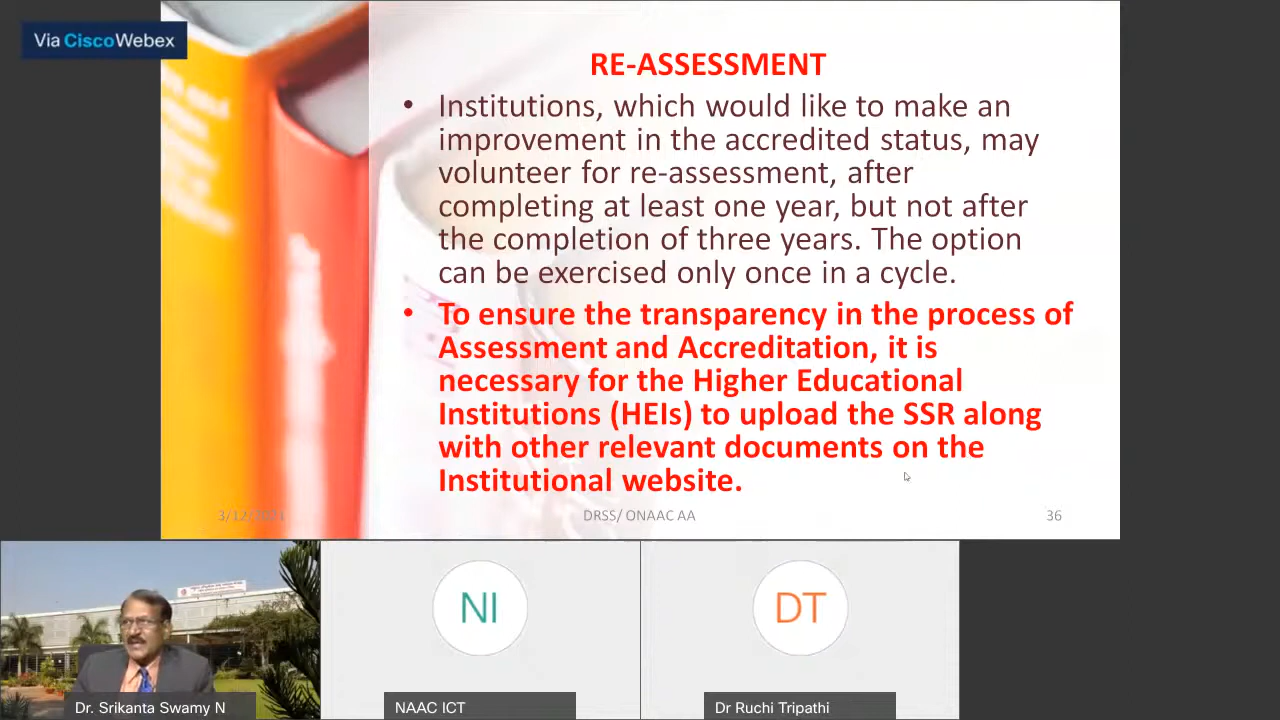 Via CiscoWebex
RE-ASSESSMENT
• Institutions, which would like to make an
improvement in the accredited status, may
volunteer for re-assessment, after
completing at least one year, but not after
the completion of three years. The option
can be exercised only once in a cycle.
• To ensure the transparency in the process of
Assessment and Accreditation, it is
necessary for the Higher Educational
Institutions (HEIs) to upload the SSR along
with other relevant documents on the
Institutional website.
3/12/2021
DRSS/ ONAAC AA
36
NI
DT
Dr. Srikanta Swamy N
NAAC ICT
Dr Ruchi Tripathi